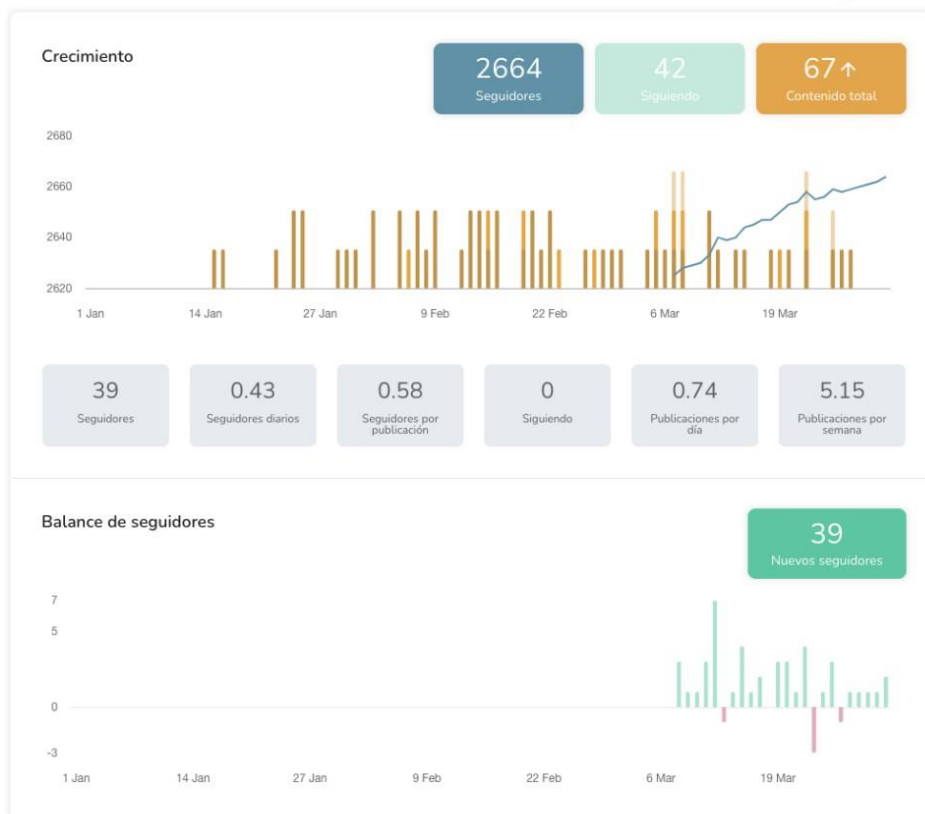 Crecimiento
2664
Seguidores
42
Siguiendo
67↑
Contenido total
2680
2660
2640
2620
1 Jan
14 Jan
27 Jan
9 Feb
22 Feb
6 Mar
19 Mar
39
Seguidores
0.43
Seguidores diarios
0.58
Seguidores por
publicación
0
Siguiendo
0.74
Publicaciones por
día
5.15
Publicaciones por
semana
Balance de seguidores
39
Nuevos seguidores
7
5
0
-3
1 Jan
14 Jan
27 Jan
9 Feb
22 Feb
6 Mar
19 Mar